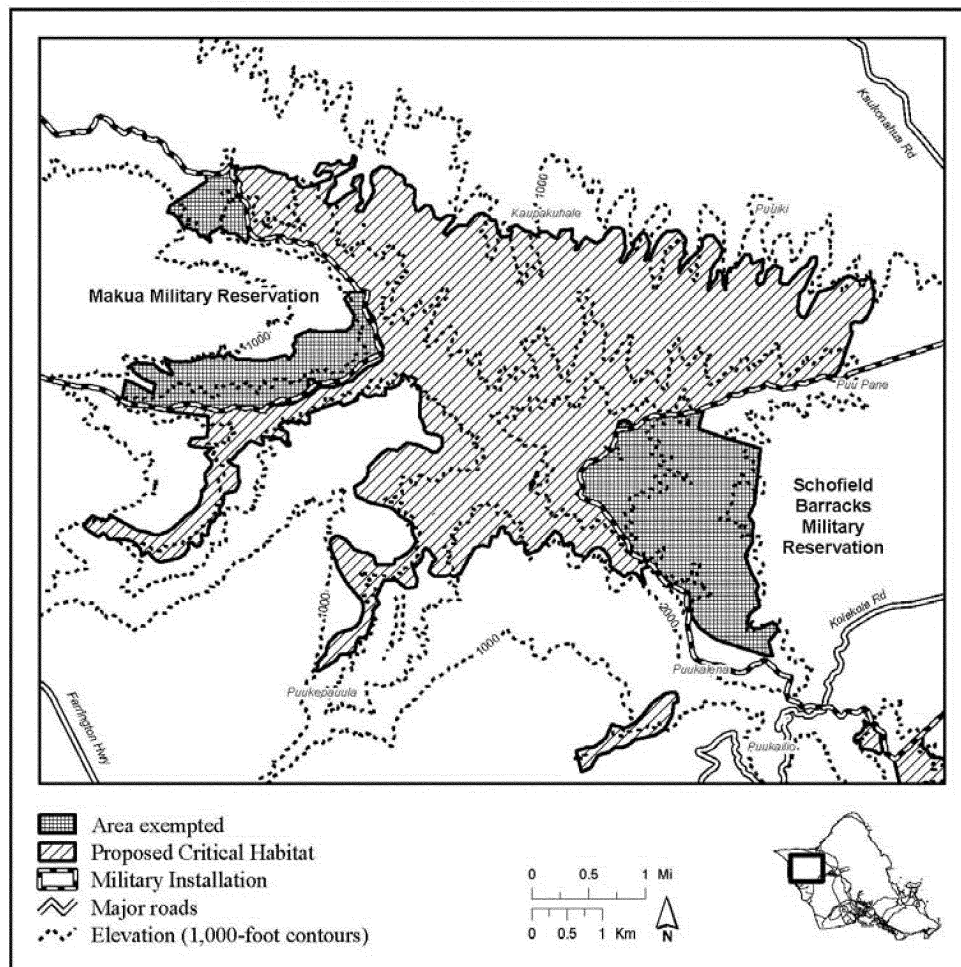 Kaukonahua Rd
1000
Puuiki
Kaupakuhale
Makua Military Reservation
1000
Puu Pane
Schofield
Barracks
Military
Reservation
Kolekole Rd
1000
2000
1000
Puukalena
Puukepauula
Farrington Hwy
Puukailio
Area exempted
Proposed Critical Habitat
Military Installation
Major roads
Elevation (1,000-foot contours)
0 0.5 1 Mi
0 0.5 1 Km
N